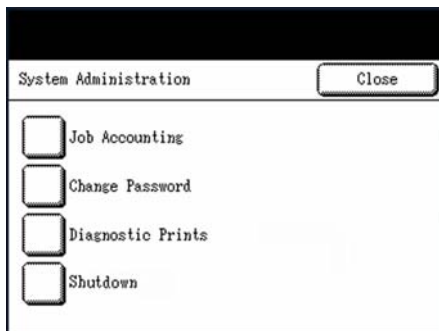 System Administration
Close
Job Accounting
Change Password
Diagnostic Prints
Shutdown